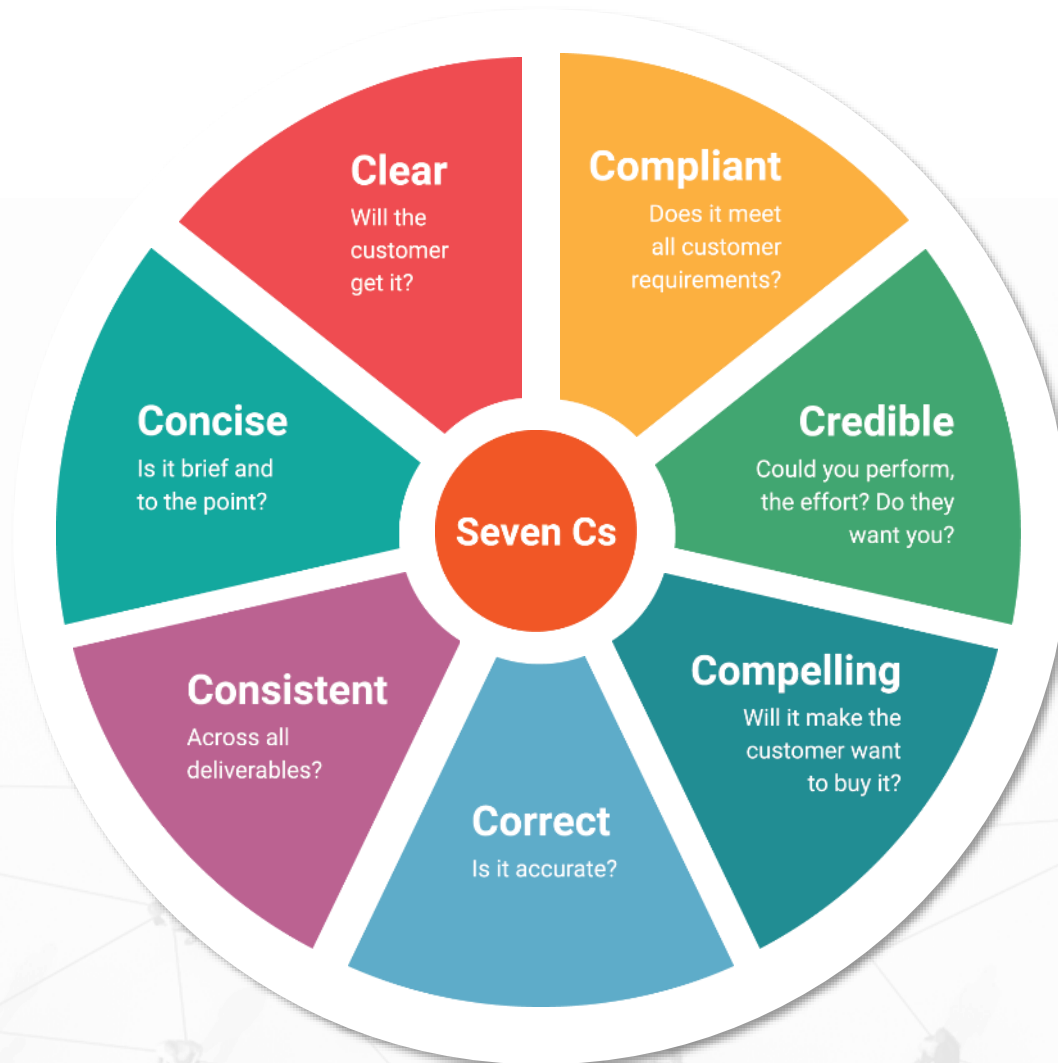 Clear
Will the
customer
get it?
Compliant
Does it meet
all customer
requirements?
Concise
Is it brief and
to the point?
Credible
Could you perform,
the effort? Do they
want you?
Seven Cs
Consistent
Across all
deliverables?
Compelling
Will it make the
customer want
to buy it?
Correct
Is it accurate?